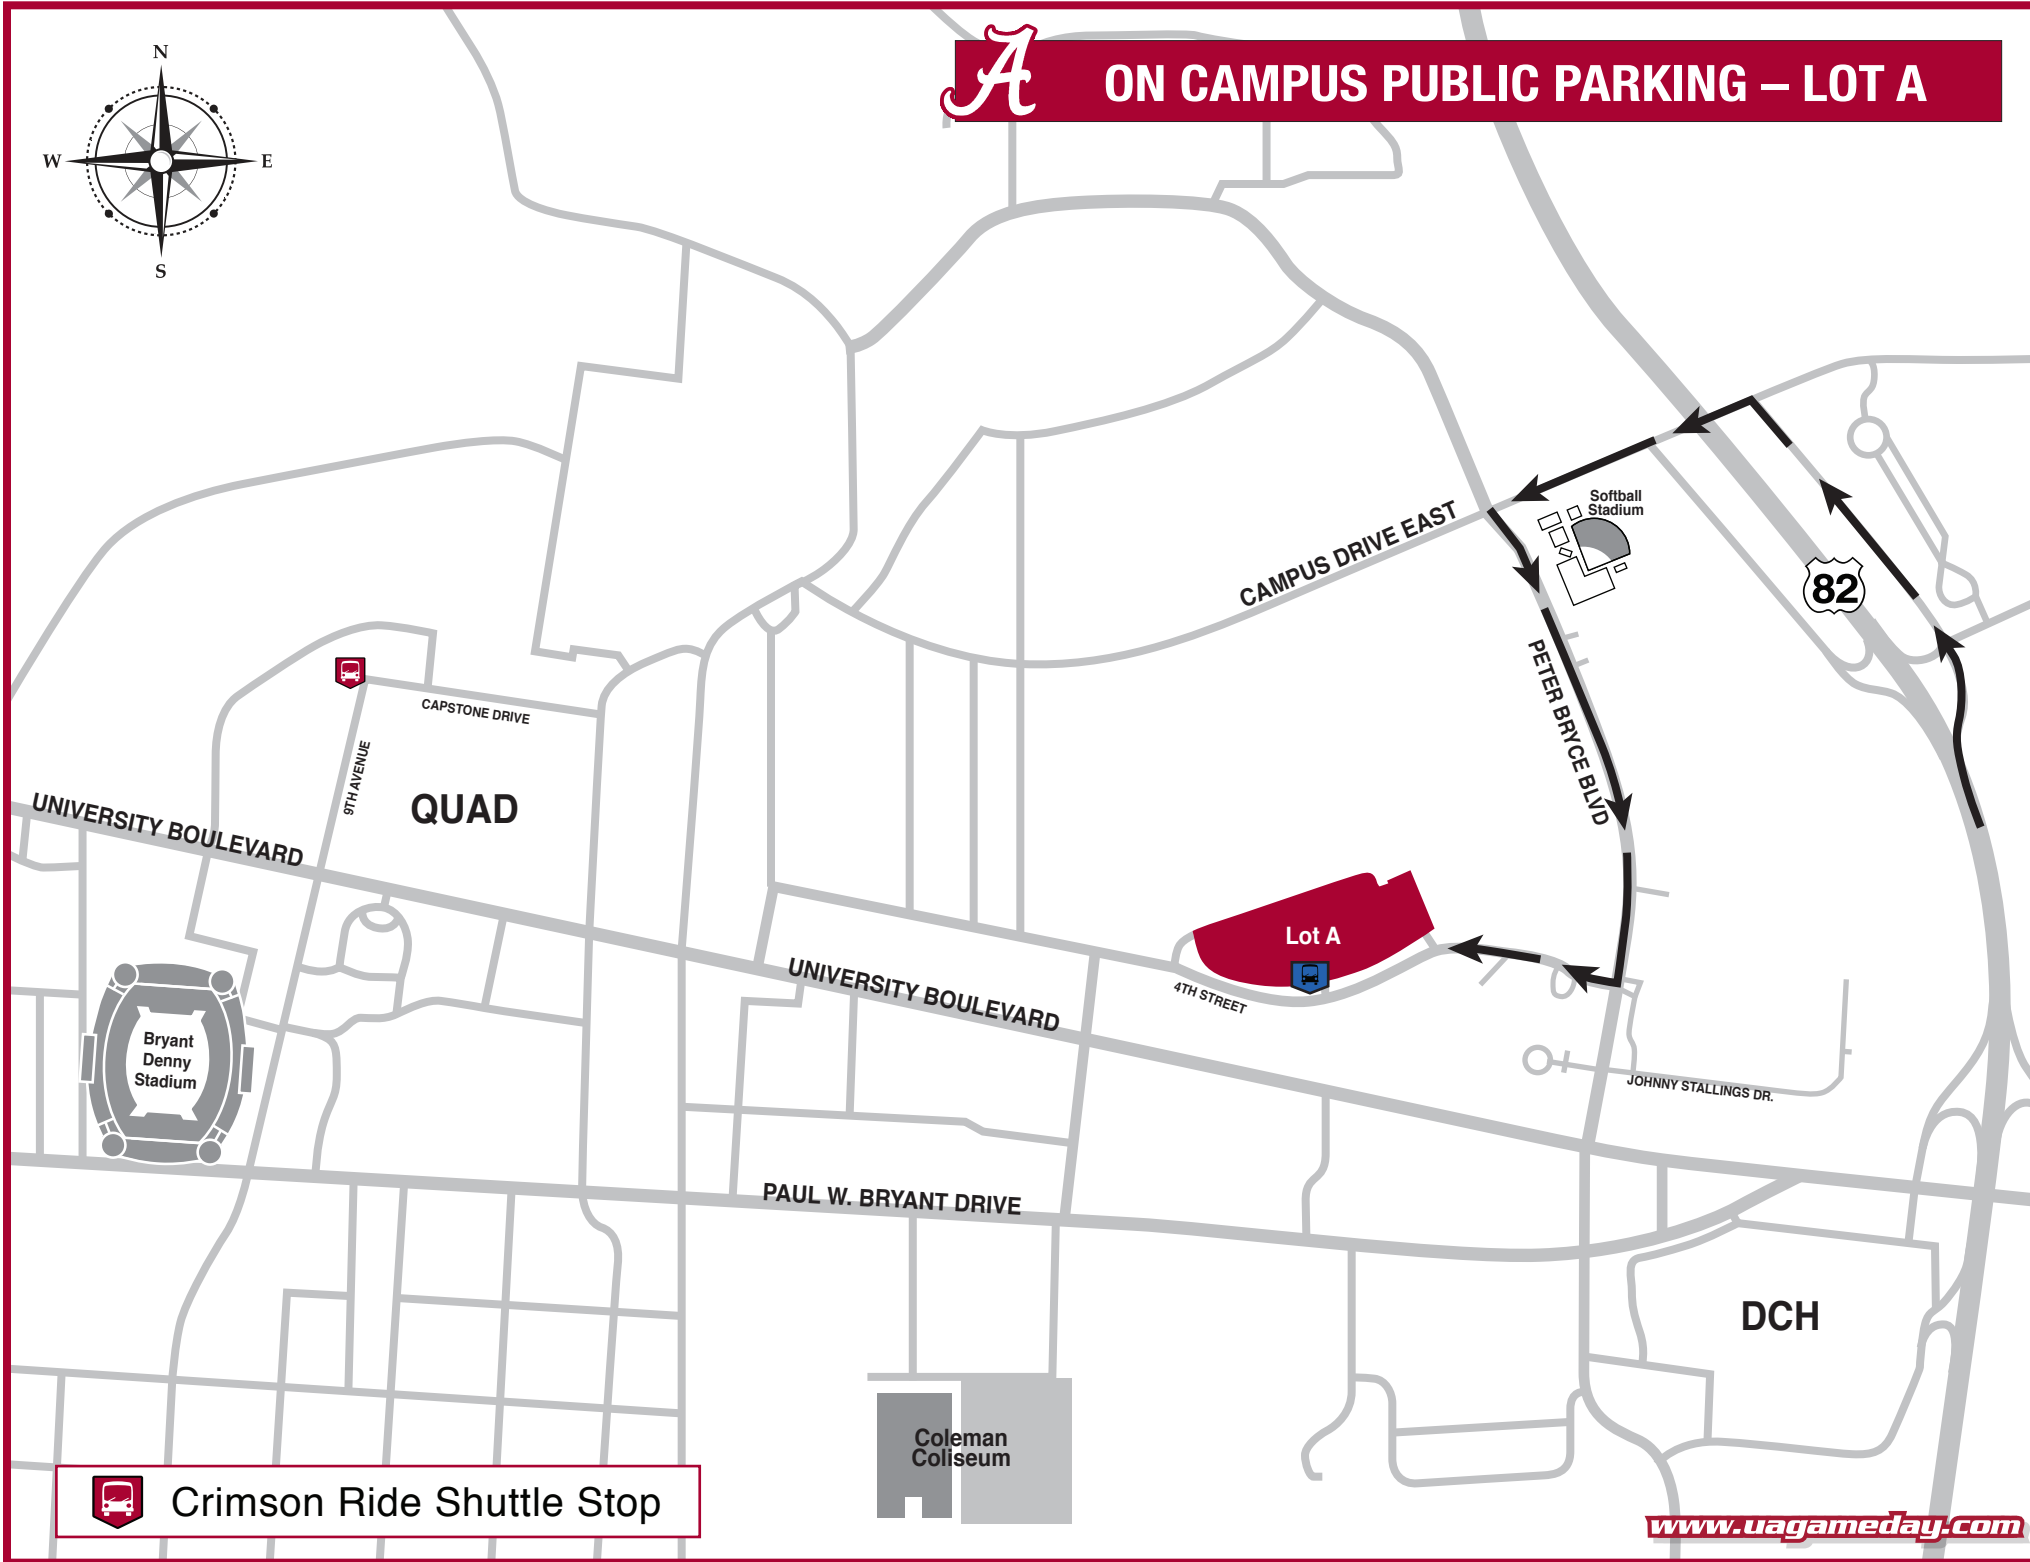 N
W
E
S
A
ON CAMPUS PUBLIC PARKING – LOT A
Softball
Stadium
CAMPUS DRIVE EAST
82
PETER BRYCE BLVD
CAPSTONE DRIVE
9TH AVENUE
QUAD
UNIVERSITY BOULEVARD
Lot A
UNIVERSITY BOULEVARD
4TH STREET
Bryant
Denny
Stadium
JOHNNY STALLINGS DR.
PAUL W. BRYANT DRIVE
DCH
Coleman
Coliseum
Crimson Ride Shuttle Stop
www.uagameday.com